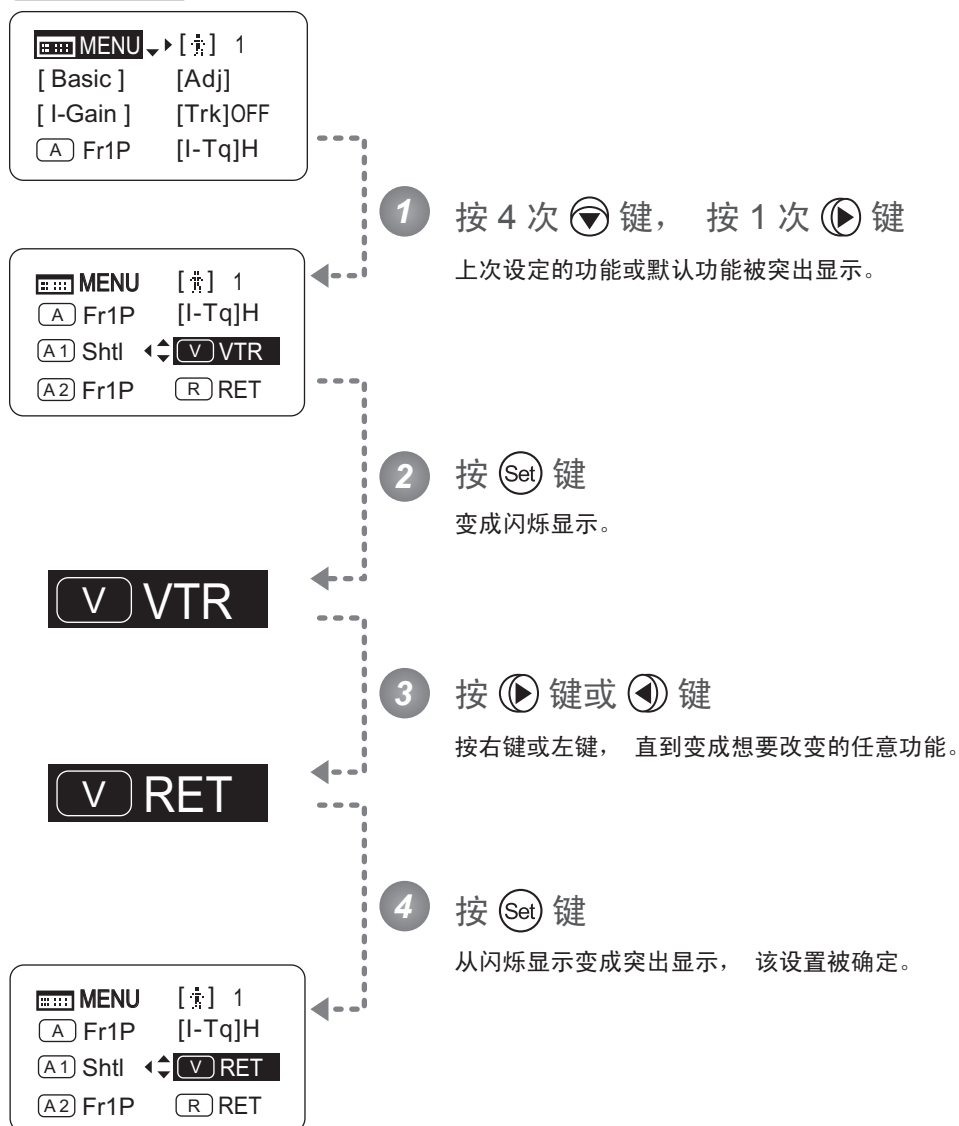 MENU [ ] 1
[ Basic ] [Adj]
[ I-Gain ] [Trk]OFF
A Fr1P [I-Tq]H
1 按 4 次 键， 按 1 次 键
上次设定的功能或默认功能被突出显示。
MENU [ ] 1
A Fr1P [I-Tq]H
A1 Shtl V VTR
A2 Fr1P R RET
2 按 Set 键
变成闪烁显示。
V VTR
3 按 键或 键
按右键或左键， 直到变成想要改变的任意功能。
V RET
4 按 Set 键
从闪烁显示变成突出显示， 该设置被确定。
MENU [ ] 1
A Fr1P [I-Tq]H
A1 Shtl V RET
A2 Fr1P R RET